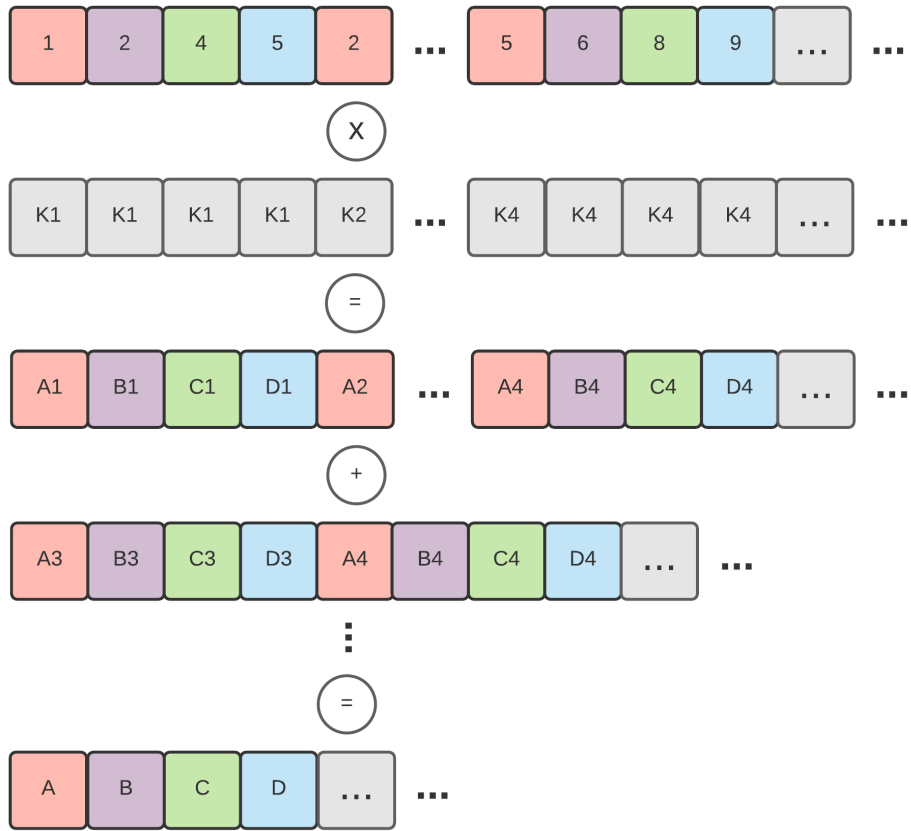 1 2 4 5 2 ... 5 6 8 9 ... ...
X
K1 K1 K1 K1 K2 ... K4 K4 K4 K4 ... ...
=
A1 B1 C1 D1 A2 ... A4 B4 C4 D4 ... ...
+
A3 B3 C3 D3 A4 B4 C4 D4 ... ...
=
A B C D ... ...